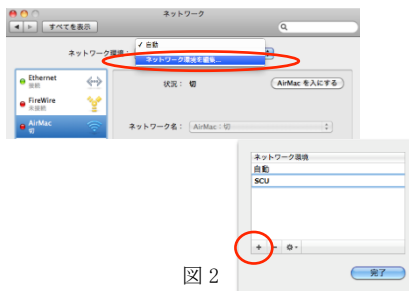 ネットワーク
すべてを表示
ネットワーク環境：
✓ 自動
ネットワーク環境を編集...
Ethernet
接続
状況： 切
AirMac を入にする
FireWire
未接続
AirMac
切
ネットワーク名： AirMac：切
ネットワーク環境
自動
SCU
+ -
完了
図 2